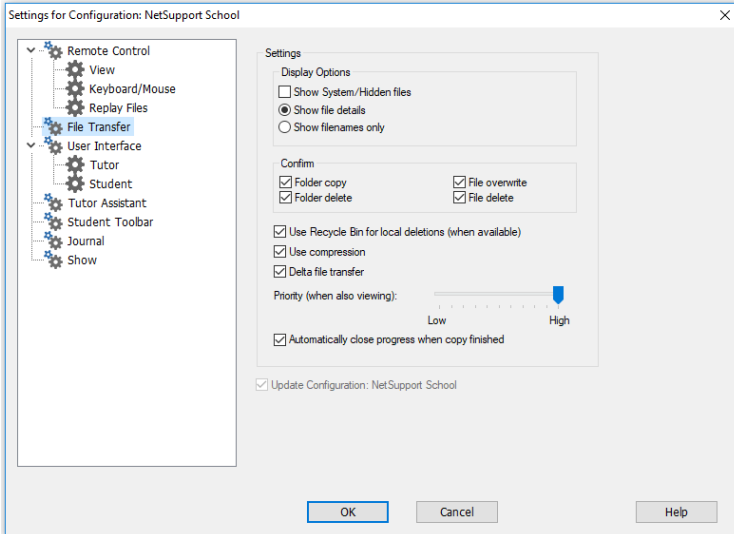 Settings for Configuration: NetSupport School
Remote Control
View
Keyboard/Mouse
Replay Files
File Transfer
User Interface
Tutor
Student
Tutor Assistant
Student Toolbar
Journal
Show
Settings
Display Options
Show System/Hidden files
Show file details
Show filenames only
Confirm
Folder copy File overwrite
Folder delete File delete
Use Recycle Bin for local deletions (when available)
Use compression
Delta file transfer
Priority (when also viewing):
Low High
Automatically close progress when copy finished
Update Configuration: NetSupport School
OK Cancel Help